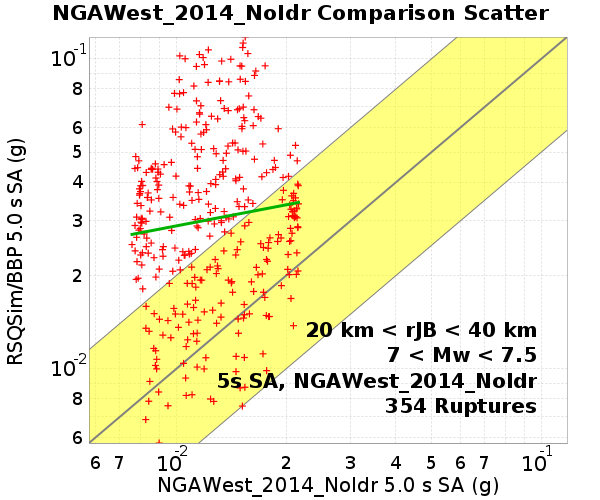 NGAWest_2014_NoIdr Comparison Scatter
RSQSim/BBP 5.0 s SA (g)
10⁻¹
8
6
5
4
3
2
10⁻²
8
6
20 km < rJB < 40 km
7 < Mw < 7.5
5s SA, NGAWest_2014_NoIdr
354 Ruptures
6 7 10⁻² 2 3 4 5 6 7 10⁻¹
NGAWest_2014_NoIdr 5.0 s SA (g)